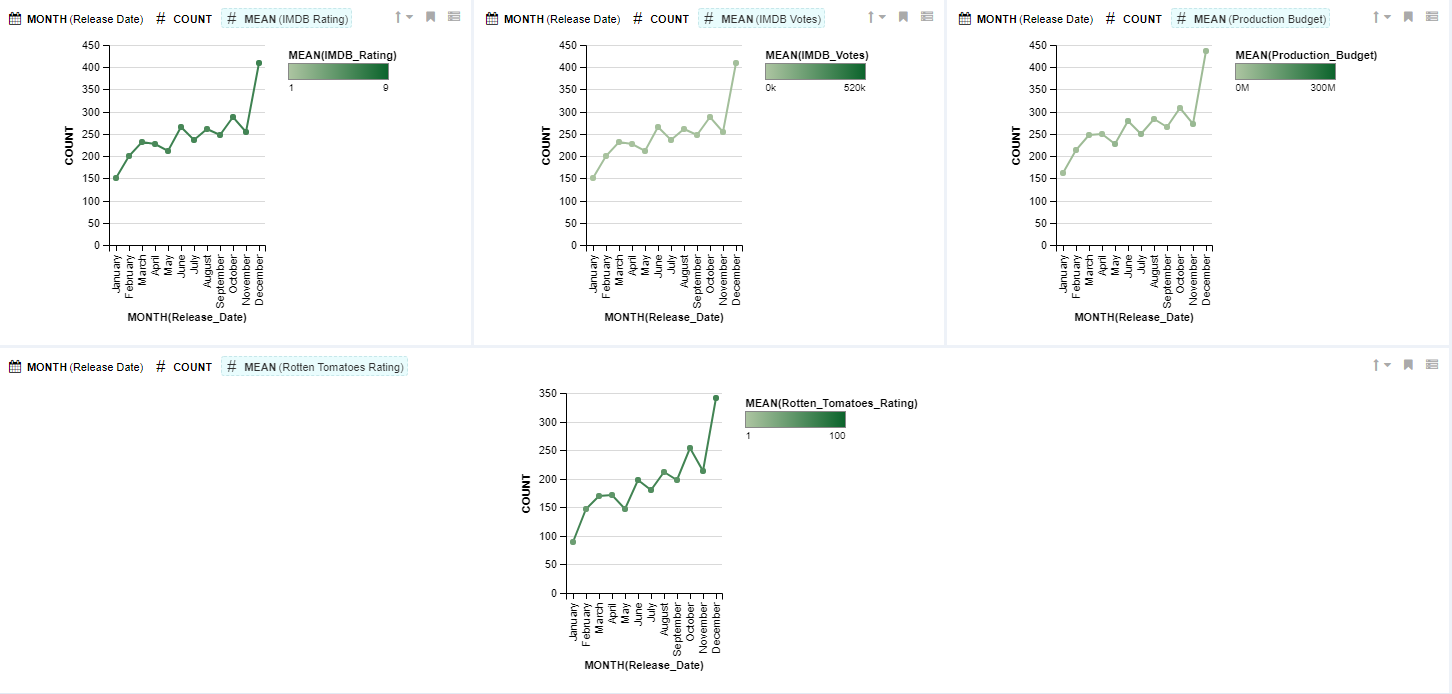 MONTH (Release Date) # COUNT # MEAN (IMDB Rating)
450
400
350
300
250
200
150
100
50
0
COUNT
January
February
March
April
May
June
July
August
September
October
November
December
MONTH(Release_Date)
MEAN(IMDB_Rating)
1 9
MONTH (Release Date) # COUNT # MEAN (IMDB Votes)
450
400
350
300
250
200
150
100
50
0
COUNT
January
February
March
April
May
June
July
August
September
October
November
December
MONTH(Release_Date)
MEAN(IMDB_Votes)
0k 520k
MONTH (Release Date) # COUNT # MEAN (Production Budget)
450
400
350
300
250
200
150
100
50
0
COUNT
January
February
March
April
May
June
July
August
September
October
November
December
MONTH(Release_Date)
MEAN(Production_Budget)
0M 300M
MONTH (Release Date) # COUNT # MEAN (Rotten Tomatoes Rating)
350
300
250
200
150
100
50
0
COUNT
January
February
March
April
May
June
July
August
September
October
November
December
MONTH(Release_Date)
MEAN(Rotten_Tomatoes_Rating)
1 100